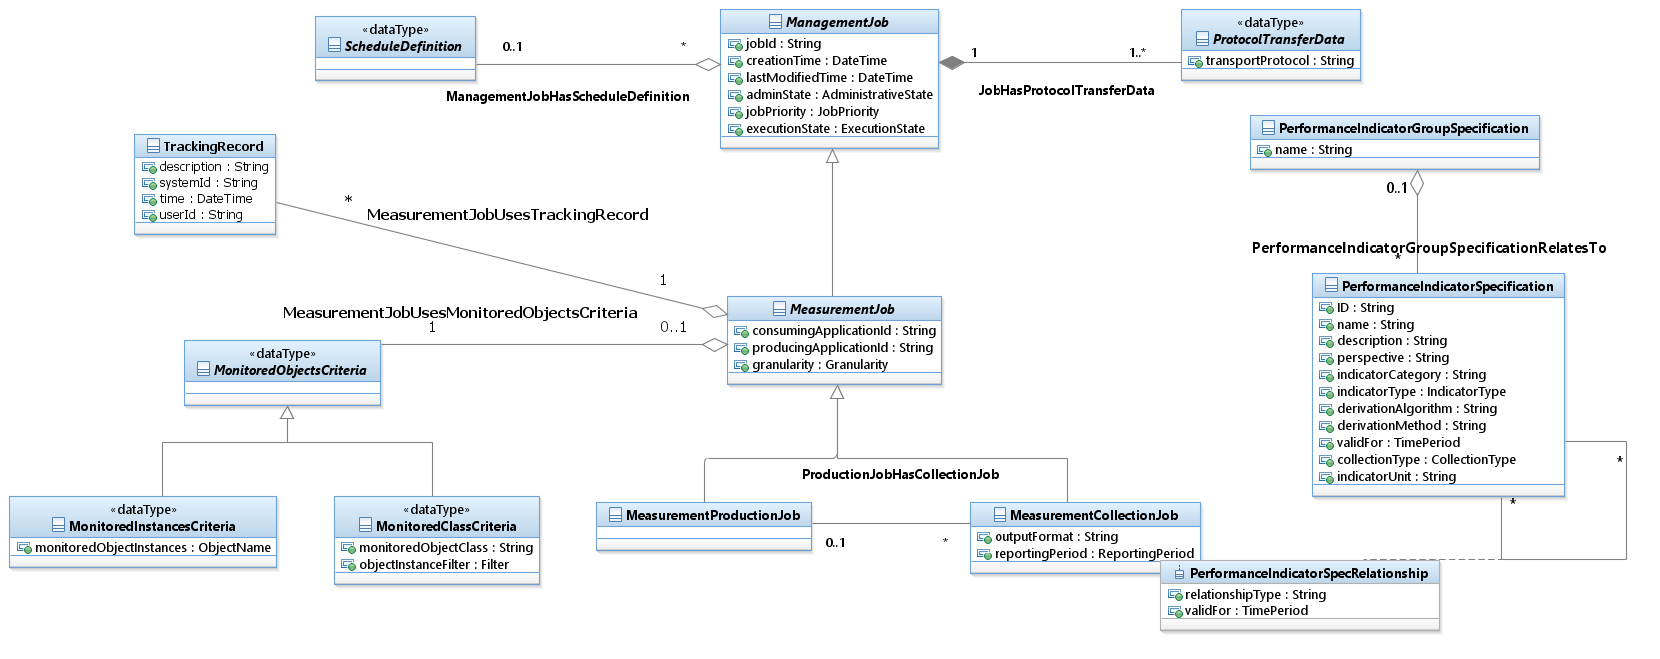 «dataType»
ScheduleDefinition
0..1
*
ManagementJobHasScheduleDefinition
ManagementJob
jobId : String
creationTime : DateTime
lastModifiedTime : DateTime
adminState : AdministrativeState
jobPriority : JobPriority
executionState : ExecutionState
1
1..*
JobHasProtocolTransferData
«dataType»
ProtocolTransferData
transportProtocol : String
TrackingRecord
description : String
systemId : String
time : DateTime
userId : String
*
MeasurementJobUsesTrackingRecord
1
PerformanceIndicatorGroupSpecification
name : String
0..1
PerformanceIndicatorGroupSpecificationRelatesTo
*
MeasurementJobUsesMonitoredObjectsCriteria
1
0..1
MeasurementJob
consumingApplicationId : String
producingApplicationId : String
granularity : Granularity
«dataType»
MonitoredObjectsCriteria
PerformanceIndicatorSpecification
ID : String
name : String
description : String
perspective : String
indicatorCategory : String
indicatorType : IndicatorType
derivationAlgorithm : String
derivationMethod : String
validFor : TimePeriod
collectionType : CollectionType
indicatorUnit : String
*
*
«dataType»
MonitoredInstancesCriteria
monitoredObjectInstances : ObjectName
«dataType»
MonitoredClassCriteria
monitoredObjectClass : String
objectInstanceFilter : Filter
ProductionJobHasCollectionJob
MeasurementProductionJob
0..1
*
MeasurementCollectionJob
outputFormat : String
reportingPeriod : ReportingPeriod
PerformanceIndicatorSpecRelationship
relationshipType : String
validFor : TimePeriod